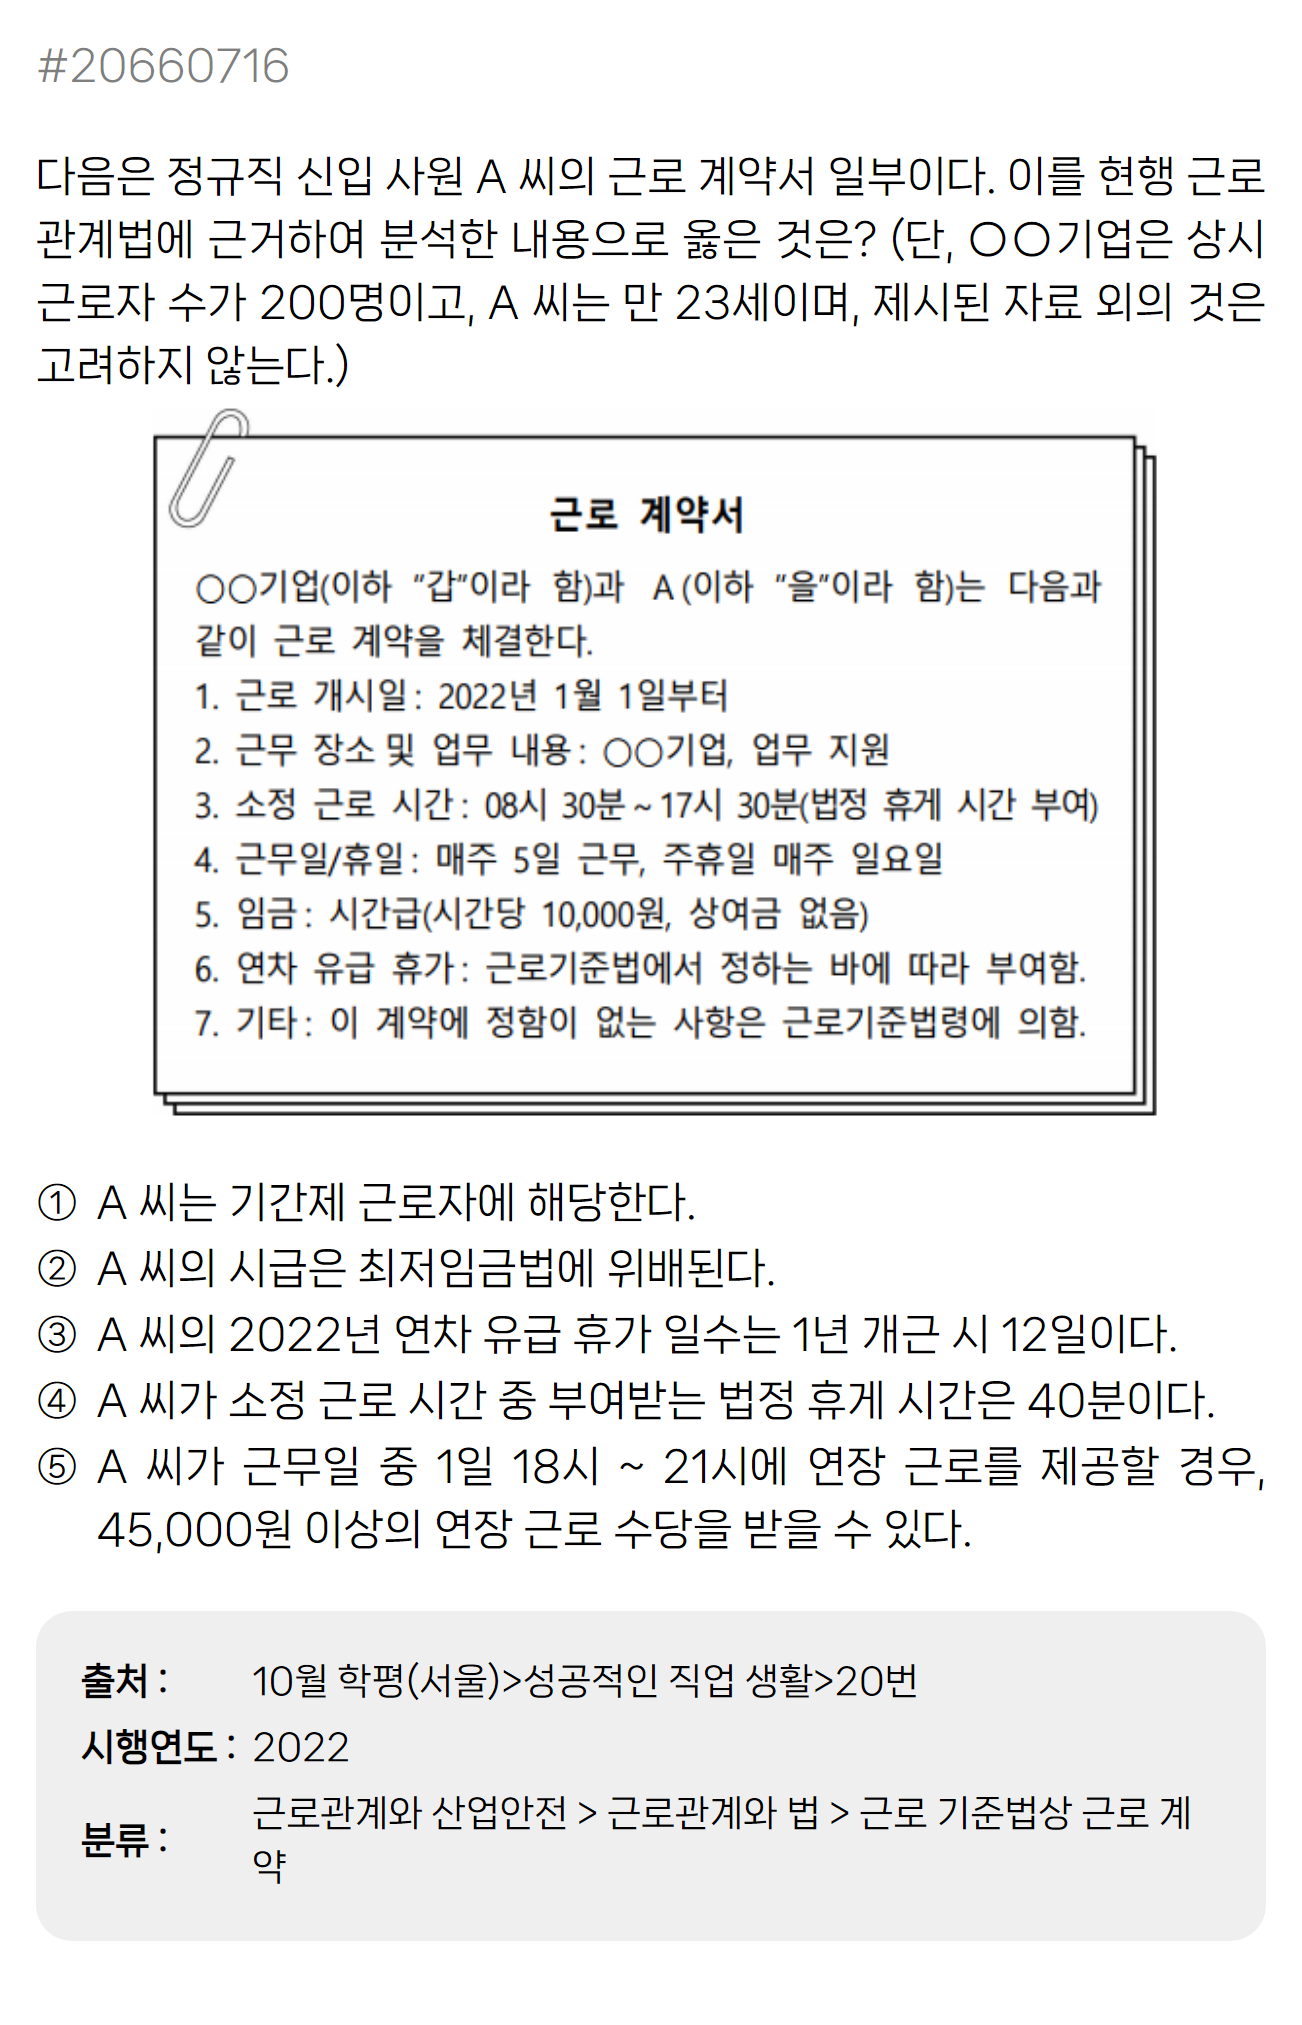 #20660716
다음은 정규직 신입 사원 A 씨의 근로 계약서 일부이다. 이를 현행 근로
관계법에 근거하여 분석한 내용으로 옳은 것은? (단, ○○기업은 상시
근로자 수가 200명이고, A 씨는 만 23세이며, 제시된 자료 외의 것은
고려하지 않는다.)
근로 계약서
○○기업(이하 “갑”이라 함)과 A(이하 “을”이라 함)는 다음과
같이 근로 계약을 체결한다.
1. 근로 개시일: 2022년 1월 1일부터
2. 근무 장소 및 업무 내용: ○○기업, 업무 지원
3. 소정 근로 시간: 08시 30분~17시 30분(법정 휴게 시간 부여)
4. 근무일/휴일: 매주 5일 근무, 주휴일 매주 일요일
5. 임금: 시간급(시간당 10,000원, 상여금 없음)
6. 연차 유급 휴가: 근로기준법에서 정하는 바에 따라 부여함.
7. 기타: 이 계약에 정함이 없는 사항은 근로기준법령에 의함.
① A 씨는 기간제 근로자에 해당한다.
② A 씨의 시급은 최저임금법에 위배된다.
③ A 씨의 2022년 연차 유급 휴가 일수는 1년 개근 시 12일이다.
④ A 씨가 소정 근로 시간 중 부여받는 법정 휴게 시간은 40분이다.
⑤ A 씨가 근무일 중 1일 18시 ~ 21시에 연장 근로를 제공할 경우,
45,000원 이상의 연장 근로 수당을 받을 수 있다.
출처 : 10월 학평(서울)>성공적인 직업 생활>20번
시행연도 : 2022
분류 : 근로관계와 산업안전 > 근로관계와 법 > 근로 기준법상 근로 계
약